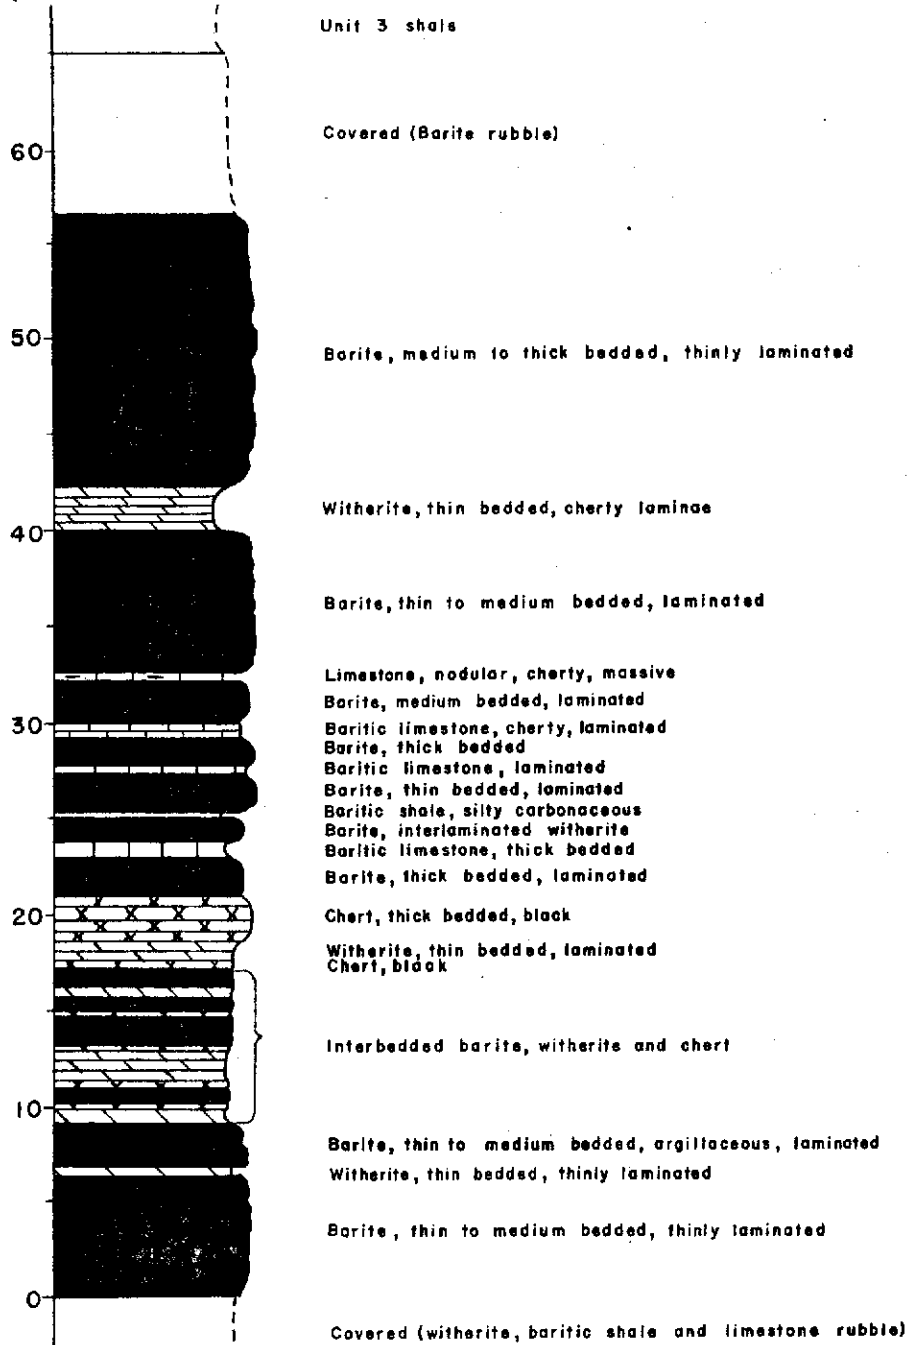 Unit 3 shale
Covered (Barite rubble)
60
50
Barite, medium to thick bedded, thinly laminated
Witherite, thin bedded, cherty laminae
40
Barite, thin to medium bedded, laminated
Limestone, nodular, cherty, massive
Barite, medium bedded, laminated
30
Baritic limestone, cherty, laminated
Barite, thick bedded
Baritic limestone, laminated
Barite, thin bedded, laminated
Baritic shale, silty carbonaceous
Barite, interlaminated witherite
Baritic limestone, thick bedded
Barite, thick bedded, laminated
20
Chert, thick bedded, black
Witherite, thin bedded, laminated
Chert, black
Interbedded barite, witherite and chert
10
Barite, thin to medium bedded, argillaceous, laminated
Witherite, thin bedded, thinly laminated
Barite, thin to medium bedded, thinly laminated
0
Covered (witherite, baritic shale and limestone rubble)